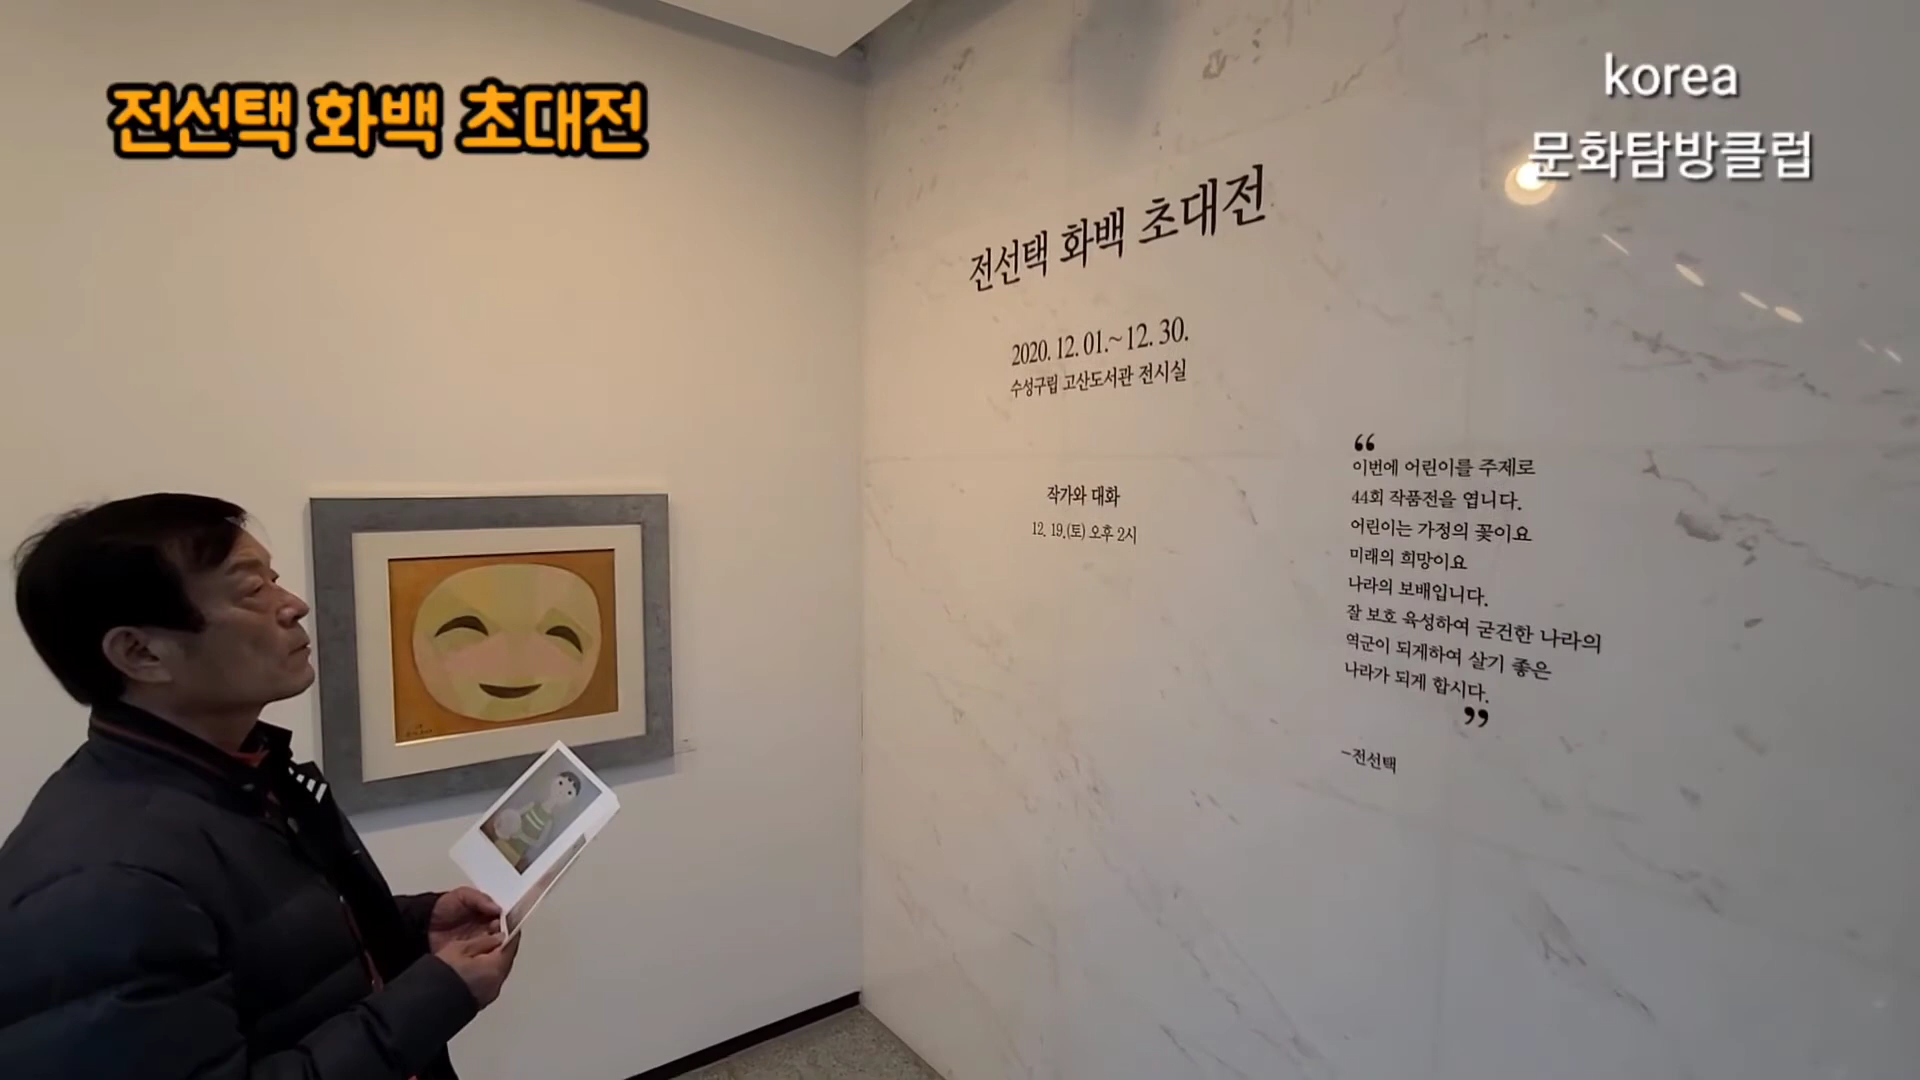 전선택 화백 초대전
korea
문화탐방클럽
전선택 화백 초대전
2020. 12. 01.~12. 30.
수성구립 고산도서관 전시실
작가와 대화
12. 19.(토) 오후 2시
“
이번에 어린이를 주제로
44회 작품전을 엽니다.
어린이는 가정의 꽃이요
미래의 희망이요
나라의 보배입니다.
잘 보호 육성하여 굳건한 나라의
역군이 되게하여 살기 좋은
나라가 되게 합시다.
”
-전선택